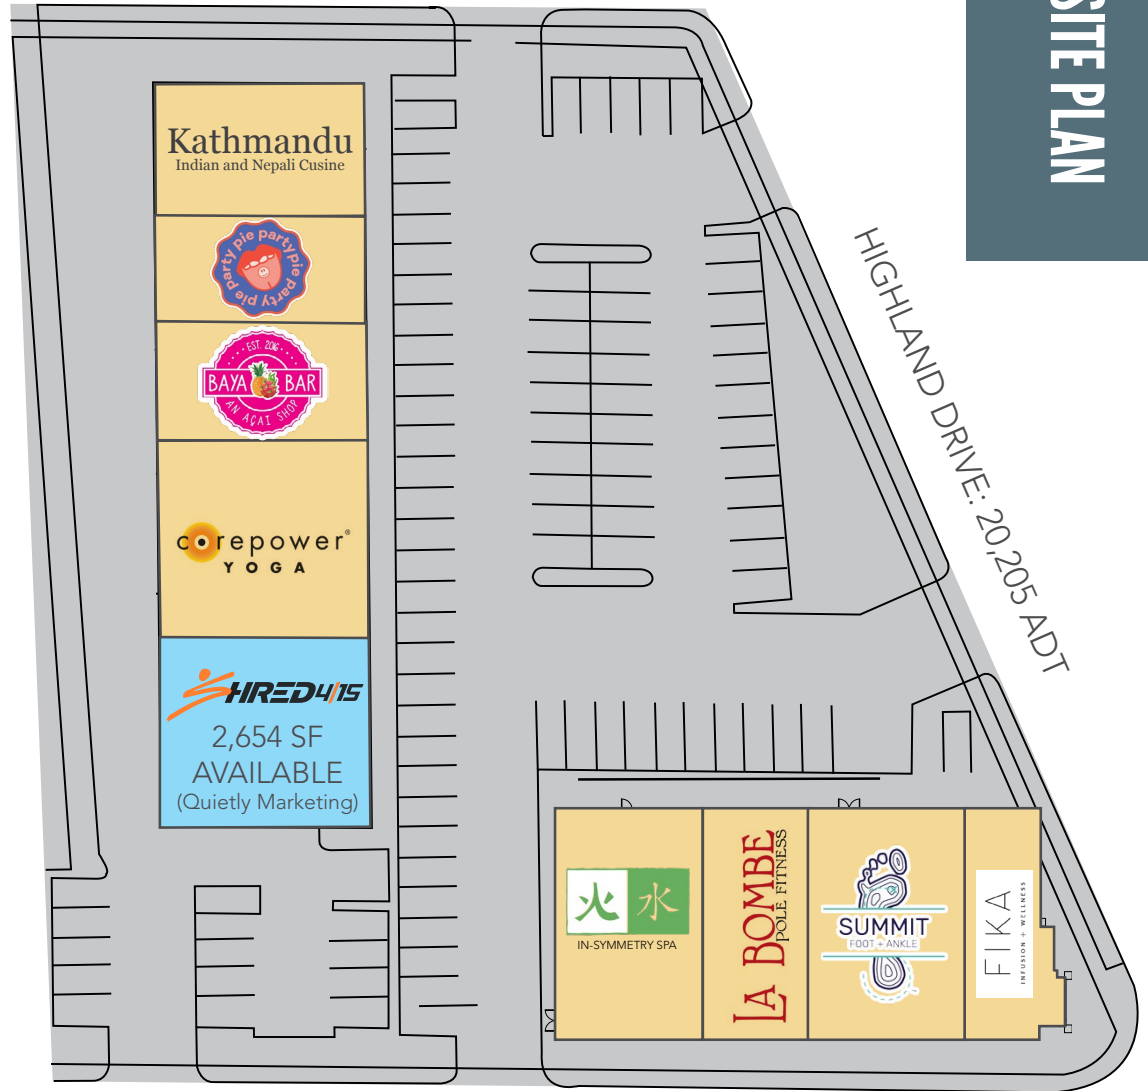 SITE PLAN
Kathmandu
Indian and Nepali Cusine
party pie partypie party pie
EST. 2016
BAYA BAR
AN AÇAI SHOP
corepower®
YOGA
HIGHLAND DRIVE: 20,205 ADT
SHRED415
2,654 SF
AVAILABLE
(Quietly Marketing)
火 水
IN-SYMMETRY SPA
LA BOMBE
POLE FITNESS
SUMMIT
FOOT + ANKLE
FIKA
INFUSION + WELLNESS